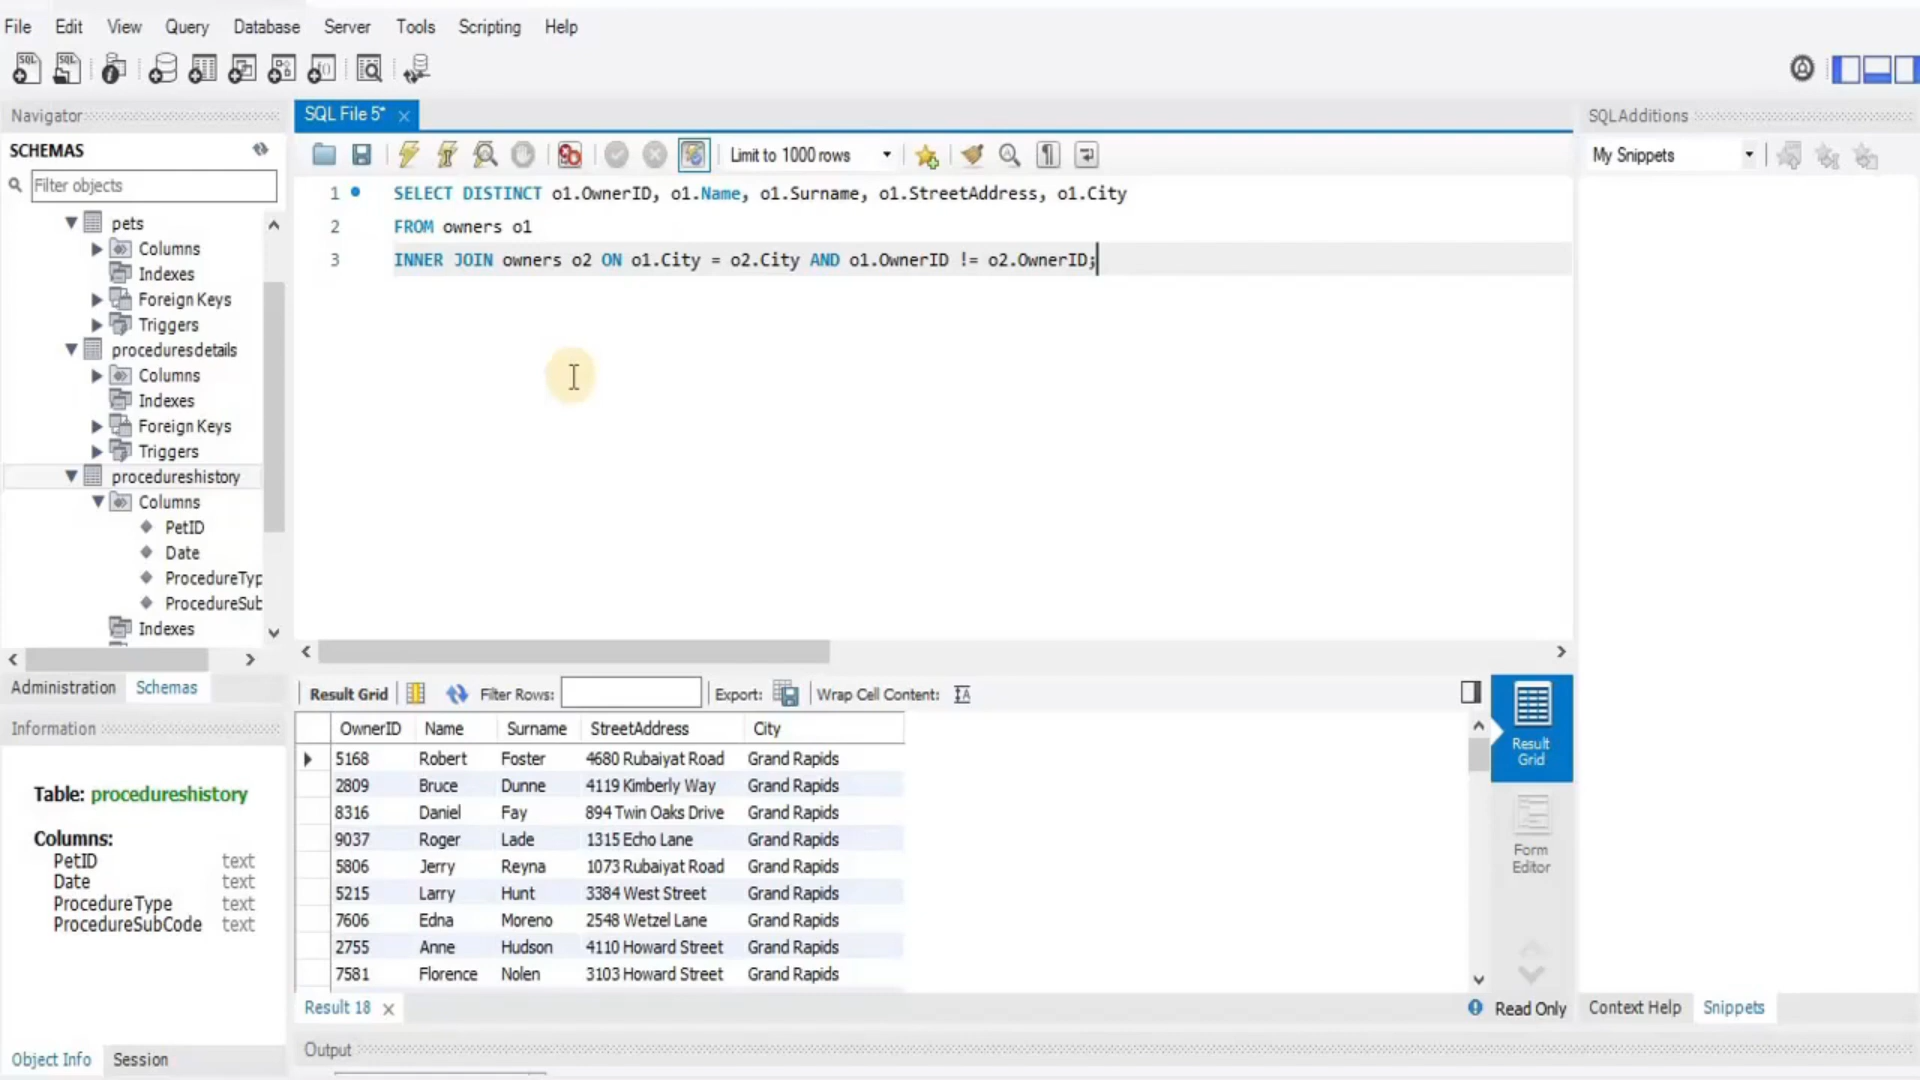 File Edit View Query Database Server Tools Scripting Help
SQL SQL
Navigator
SCHEMAS
Filter objects
pets
Columns
Indexes
Foreign Keys
Triggers
proceduresdetails
Columns
Indexes
Foreign Keys
Triggers
procedureshistory
Columns
PetID
Date
ProcedureTyp
ProcedureSub
Indexes
Administration Schemas
Information
Table: procedureshistory
Columns:
PetID text
Date text
ProcedureType text
ProcedureSubCode text
Object Info Session
SQL File 5*
Limit to 1000 rows
1 SELECT DISTINCT o1.OwnerID, o1.Name, o1.Surname, o1.StreetAddress, o1.City
2 FROM owners o1
3 INNER JOIN owners o2 ON o1.City = o2.City AND o1.OwnerID != o2.OwnerID;
Result Grid Filter Rows: Export: Wrap Cell Content:
OwnerID Name Surname StreetAddress City
5168 Robert Foster 4680 Rubaiyat Road Grand Rapids
2809 Bruce Dunne 4119 Kimberly Way Grand Rapids
8316 Daniel Fay 894 Twin Oaks Drive Grand Rapids
9037 Roger Lade 1315 Echo Lane Grand Rapids
5806 Jerry Reyna 1073 Rubaiyat Road Grand Rapids
5215 Larry Hunt 3384 West Street Grand Rapids
7606 Edna Moreno 2548 Wetzel Lane Grand Rapids
2755 Anne Hudson 4110 Howard Street Grand Rapids
7581 Florence Nolen 3103 Howard Street Grand Rapids
Result 18
Read Only
Output
Result
Grid
Form
Editor
SQLAdditions
My Snippets
Context Help Snippets